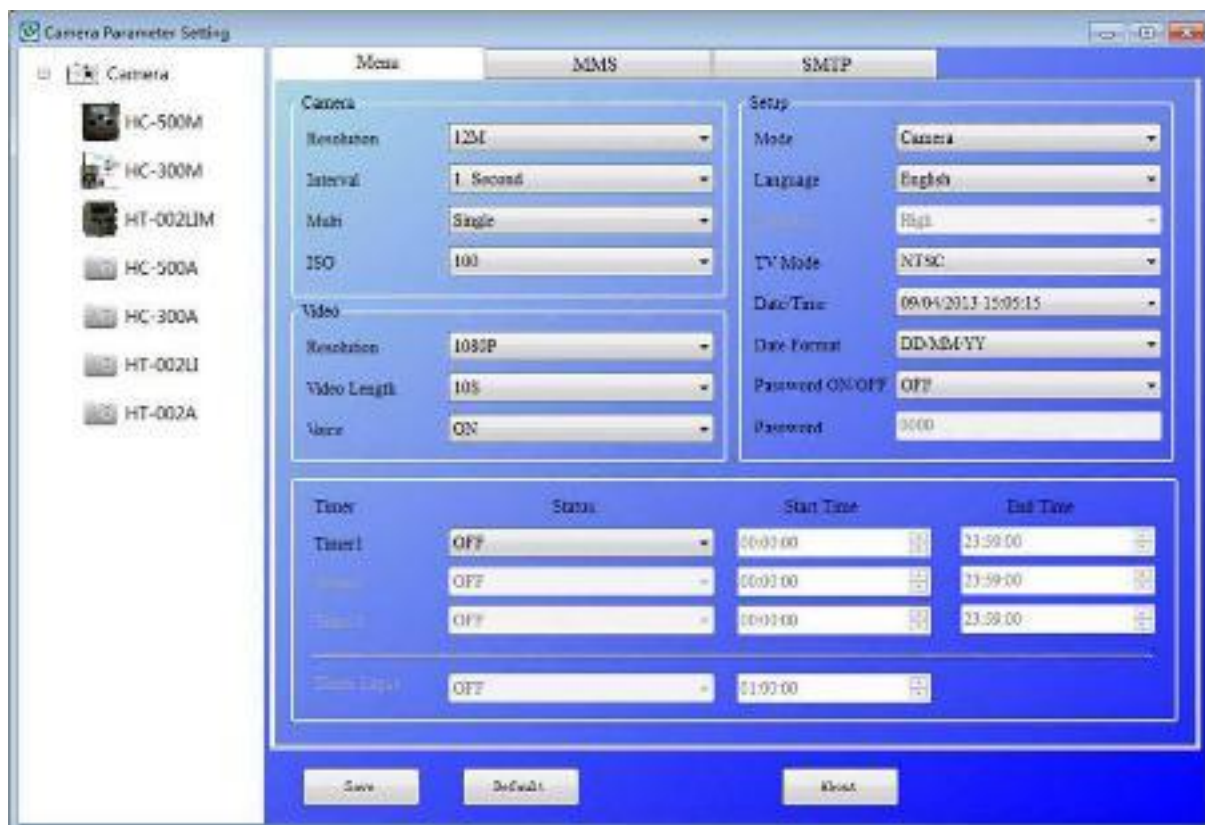 Camera Parameter Setting
Camera
HC-500M
HC-300M
HT-002LIM
HC-500A
HC-300A
HT-002LI
HT-002A
Menu MMS SMTP
Camera
Resolution 12M
Interval 1 Second
Multi Single
ISO 100
Video
Resolution 1080P
Video Length 10S
Voice ON
Setup
Mode Camera
Language English
High
TV Mode NTSC
Date/Time 09/04/2013 15:05:15
Date Format DD/MM/YY
Password ON/OFF OFF
Password 0000
Timer Status Start Time End Time
Timer1 OFF 00:00:00 23:59:00
OFF 00:00:00 23:59:00
OFF 00:00:00 23:59:00
OFF 01:00:00
Save Default About